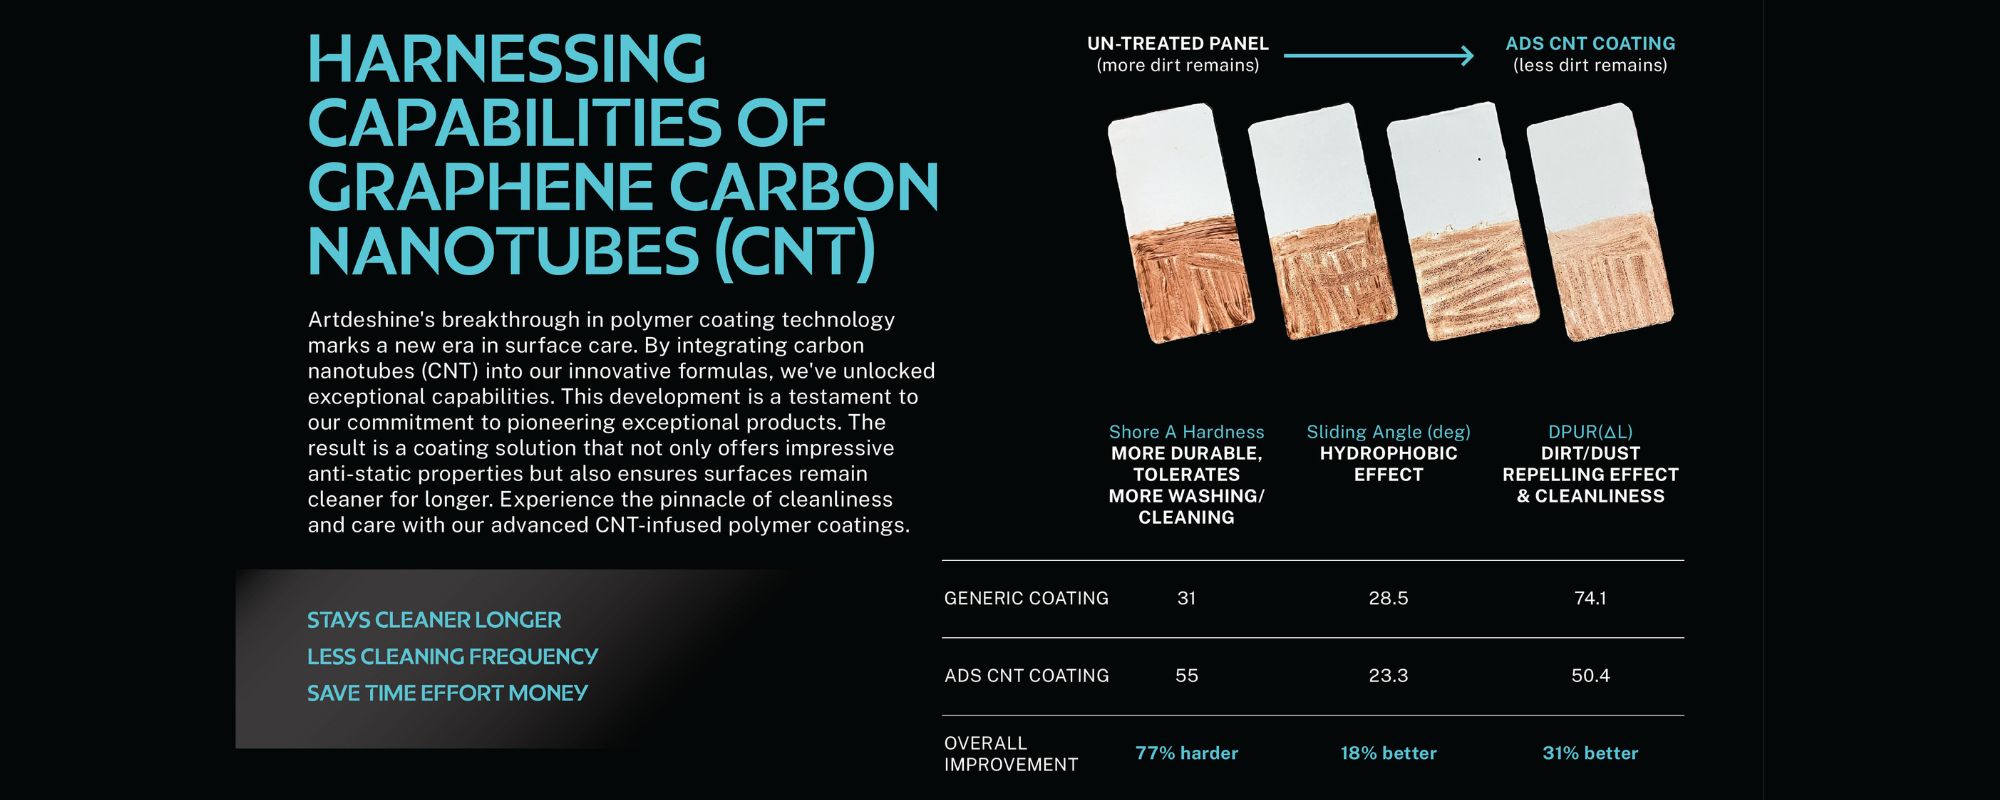 HARNESSING
CAPABILITIES OF
GRAPHENE CARBON
NANOTUBES (CNT)
Artdeshine's breakthrough in polymer coating technology
marks a new era in surface care. By integrating carbon
nanotubes (CNT) into our innovative formulas, we've unlocked
exceptional capabilities. This development is a testament to
our commitment to pioneering exceptional products. The
result is a coating solution that not only offers impressive
anti-static properties but also ensures surfaces remain
cleaner for longer. Experience the pinnacle of cleanliness
and care with our advanced CNT-infused polymer coatings.
STAYS CLEANER LONGER
LESS CLEANING FREQUENCY
SAVE TIME EFFORT MONEY
UN-TREATED PANEL
(more dirt remains)
ADS CNT COATING
(less dirt remains)
Shore A Hardness
MORE DURABLE,
TOLERATES
MORE WASHING/
CLEANING
Sliding Angle (deg)
HYDROPHOBIC
EFFECT
DPUR(ΔL)
DIRT/DUST
REPELLING EFFECT
& CLEANLINESS
GENERIC COATING 31 28.5 74.1
ADS CNT COATING 55 23.3 50.4
OVERALL
IMPROVEMENT 77% harder 18% better 31% better